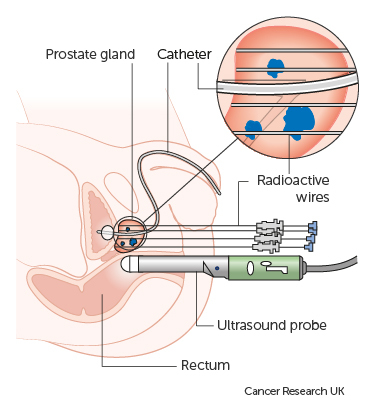 Prostate gland
Catheter
Radioactive
wires
Ultrasound probe
Rectum
Cancer Research UK